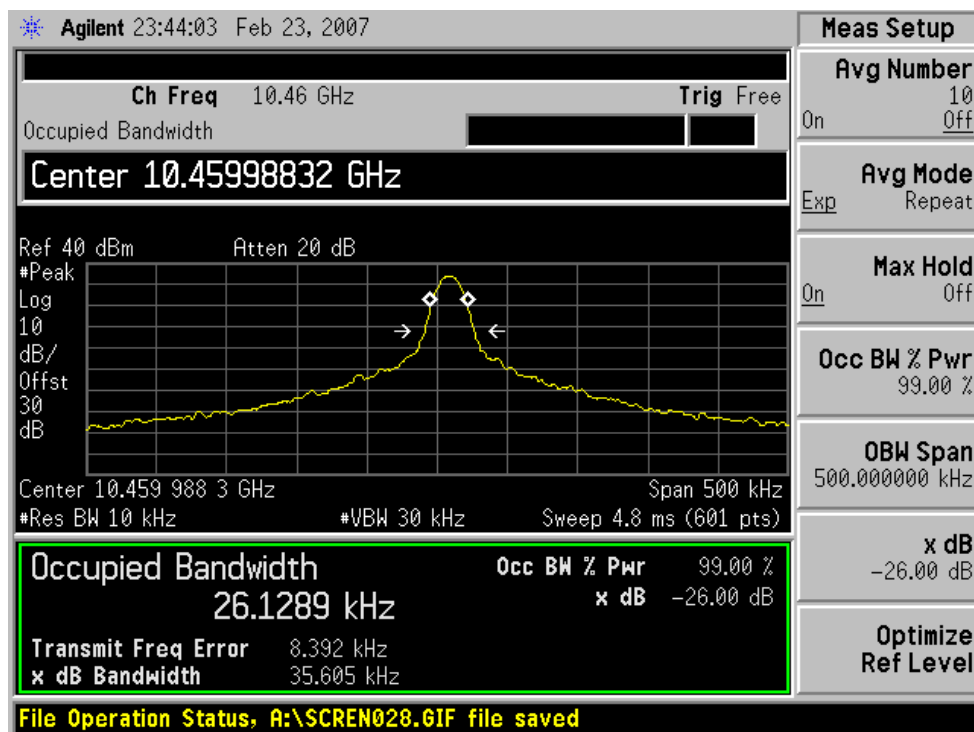 Agilent 23:44:03 Feb 23, 2007
Ch Freq 10.46 GHz Trig Free
Occupied Bandwidth
Center 10.45998832 GHz
Ref 40 dBm Atten 20 dB
#Peak
Log
10
dB/
Offst
30
dB
Center 10.459 988 3 GHz Span 500 kHz
#Res BW 10 kHz #VBW 30 kHz Sweep 4.8 ms (601 pts)
Occupied Bandwidth Occ BW % Pwr 99.00 %
26.1289 kHz x dB -26.00 dB
Transmit Freq Error 8.392 kHz
x dB Bandwidth 35.605 kHz
File Operation Status, A:\SCREN028.GIF file saved
Meas Setup
Avg Number
10
On Off
Avg Mode
Exp Repeat
Max Hold
On Off
Occ BW % Pwr
99.00 %
OBW Span
500.000000 kHz
x dB
-26.00 dB
Optimize
Ref Level